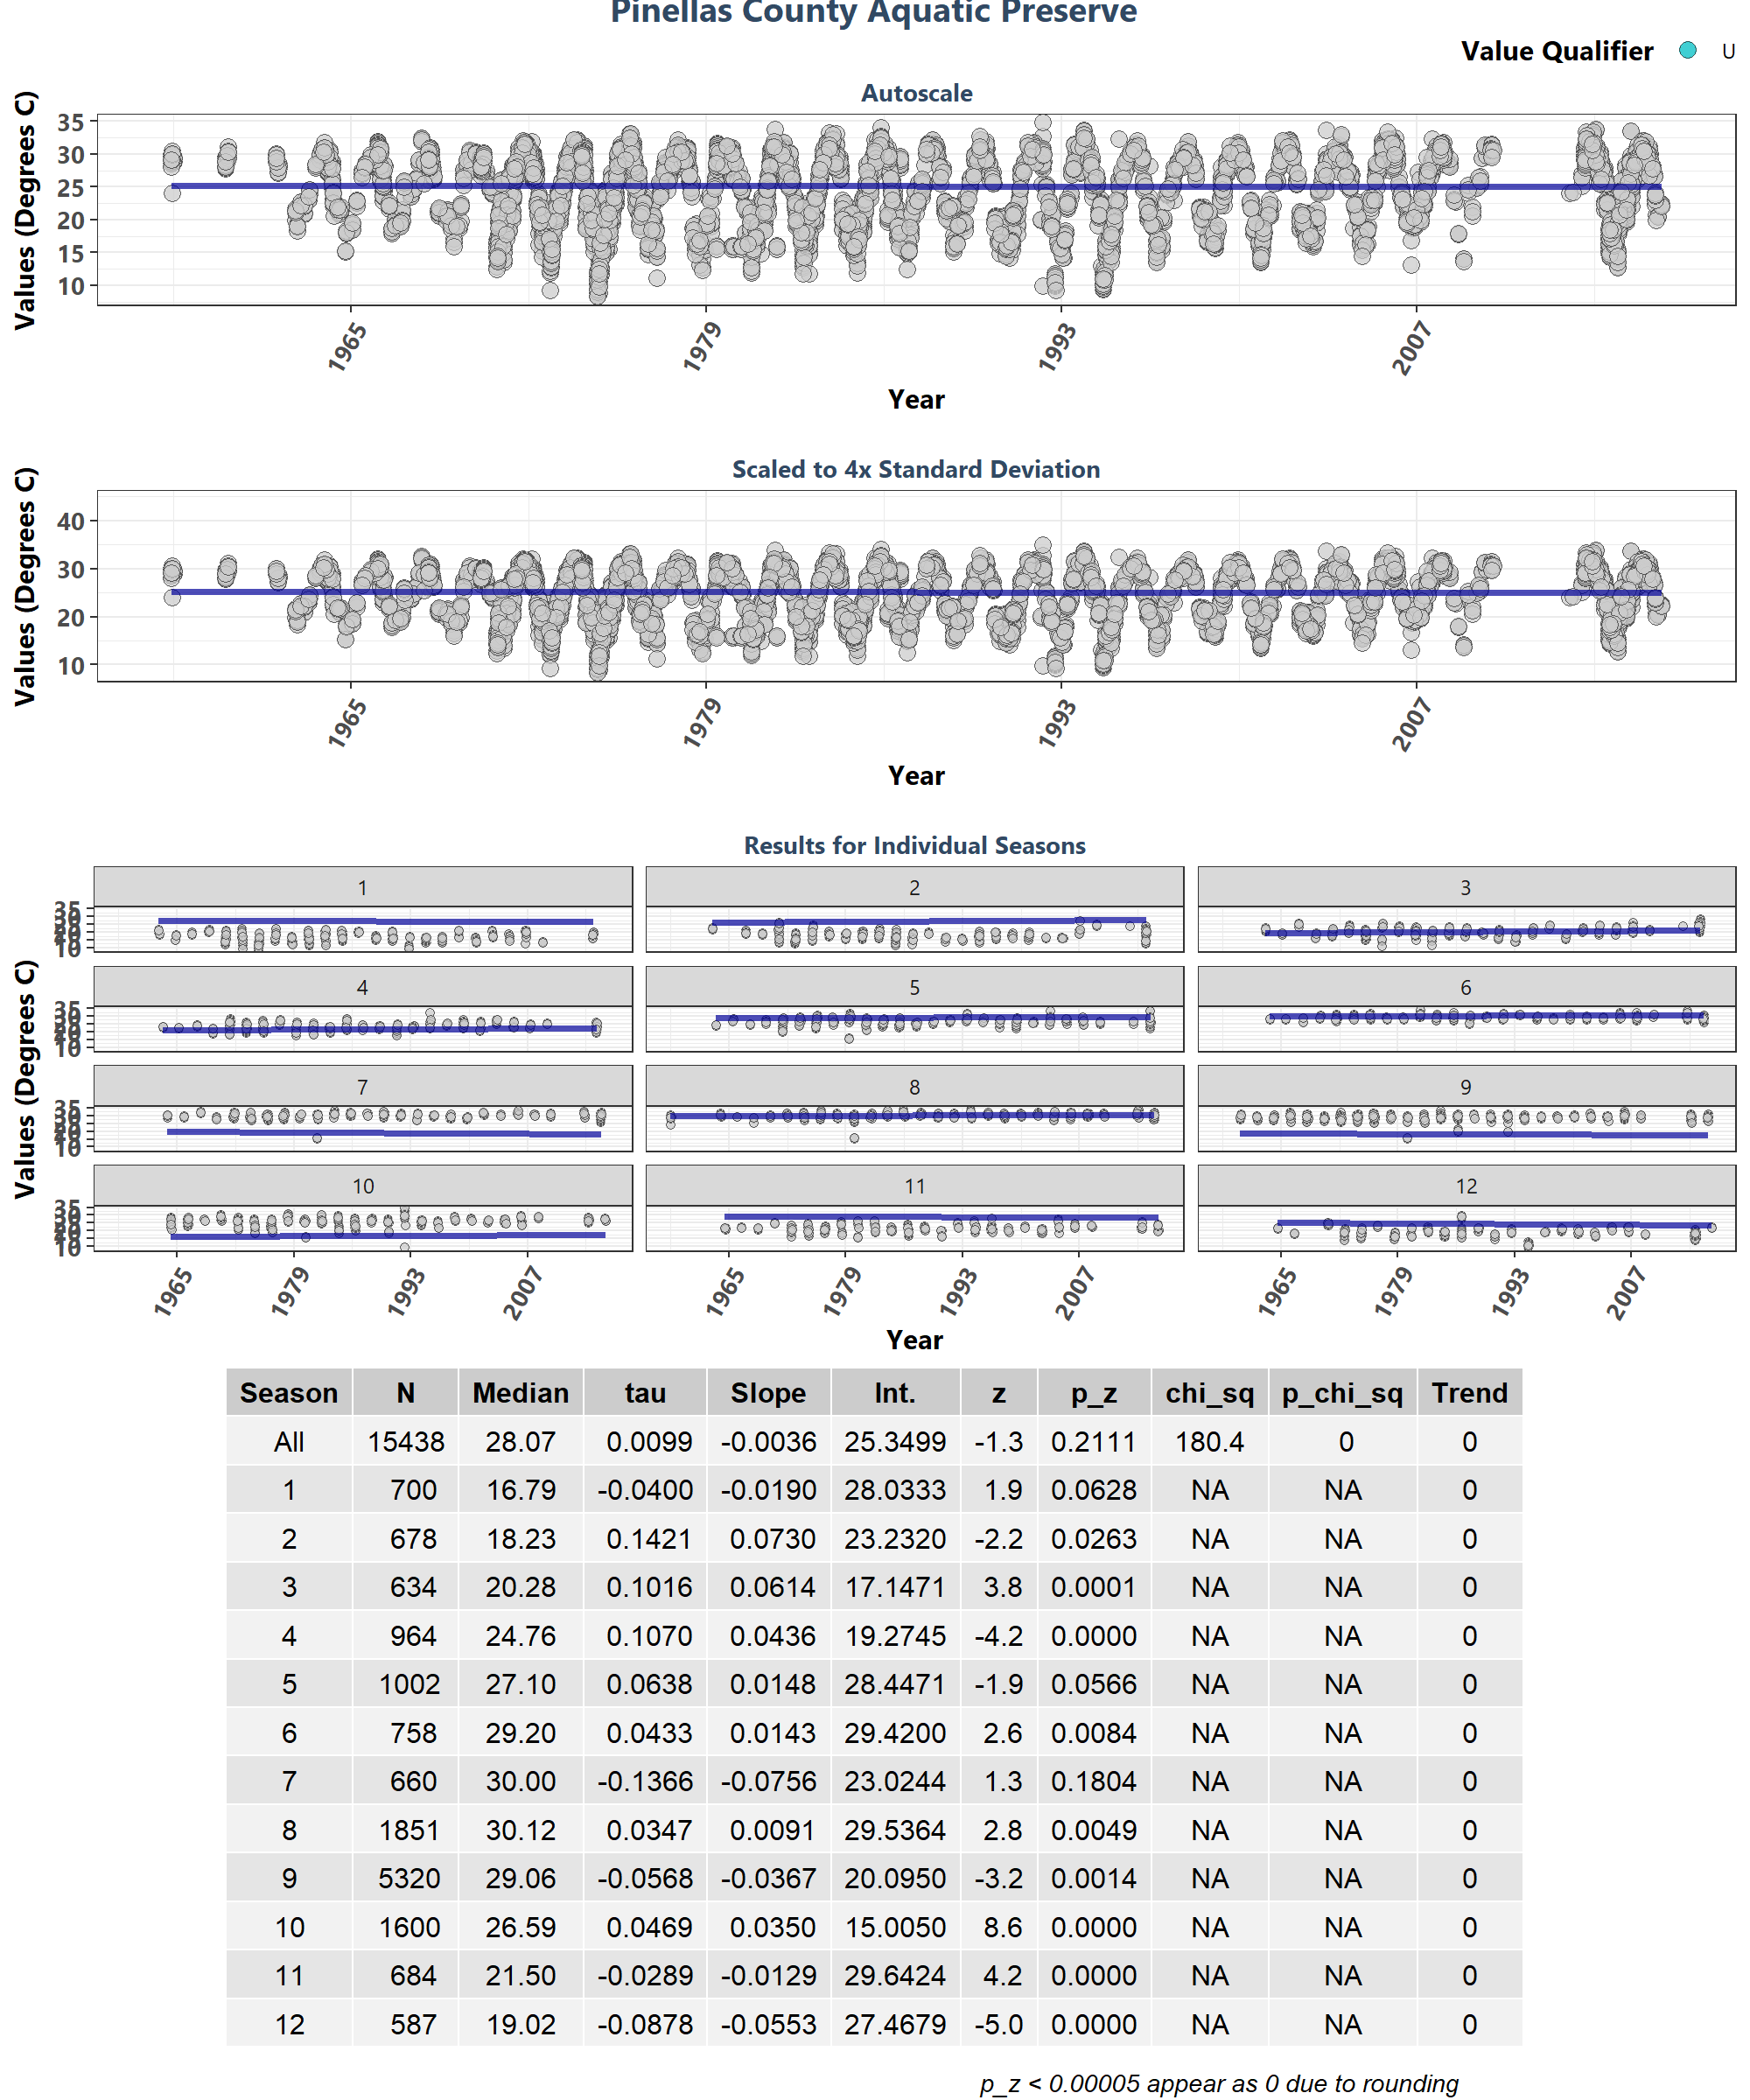 Pinellas County Aquatic Preserve
Value Qualifier U
Autoscale
Values (Degrees C)
35
30
25
20
15
10
1965 1979 1993 2007
Year
Scaled to 4x Standard Deviation
Values (Degrees C)
40
30
20
10
1965 1979 1993 2007
Year
Results for Individual Seasons
Values (Degrees C)
1 2 3
35
10
4 5 6
35
10
7 8 9
35
10
10 11 12
35
10
1965 1979 1993 2007 1965 1979 1993 2007 1965 1979 1993 2007
Year
Season N Median tau Slope Int. z p_z chi_sq p_chi_sq Trend
All 15438 28.07 0.0099 -0.0036 25.3499 -1.3 0.2111 180.4 0 0
1 700 16.79 -0.0400 -0.0190 28.0333 1.9 0.0628 NA NA 0
2 678 18.23 0.1421 0.0730 23.2320 -2.2 0.0263 NA NA 0
3 634 20.28 0.1016 0.0614 17.1471 3.8 0.0001 NA NA 0
4 964 24.76 0.1070 0.0436 19.2745 -4.2 0.0000 NA NA 0
5 1002 27.10 0.0638 0.0148 28.4471 -1.9 0.0566 NA NA 0
6 758 29.20 0.0433 0.0143 29.4200 2.6 0.0084 NA NA 0
7 660 30.00 -0.1366 -0.0756 23.0244 1.3 0.1804 NA NA 0
8 1851 30.12 0.0347 0.0091 29.5364 2.8 0.0049 NA NA 0
9 5320 29.06 -0.0568 -0.0367 20.0950 -3.2 0.0014 NA NA 0
10 1600 26.59 0.0469 0.0350 15.0050 8.6 0.0000 NA NA 0
11 684 21.50 -0.0289 -0.0129 29.6424 4.2 0.0000 NA NA 0
12 587 19.02 -0.0878 -0.0553 27.4679 -5.0 0.0000 NA NA 0
p_z < 0.00005 appear as 0 due to rounding